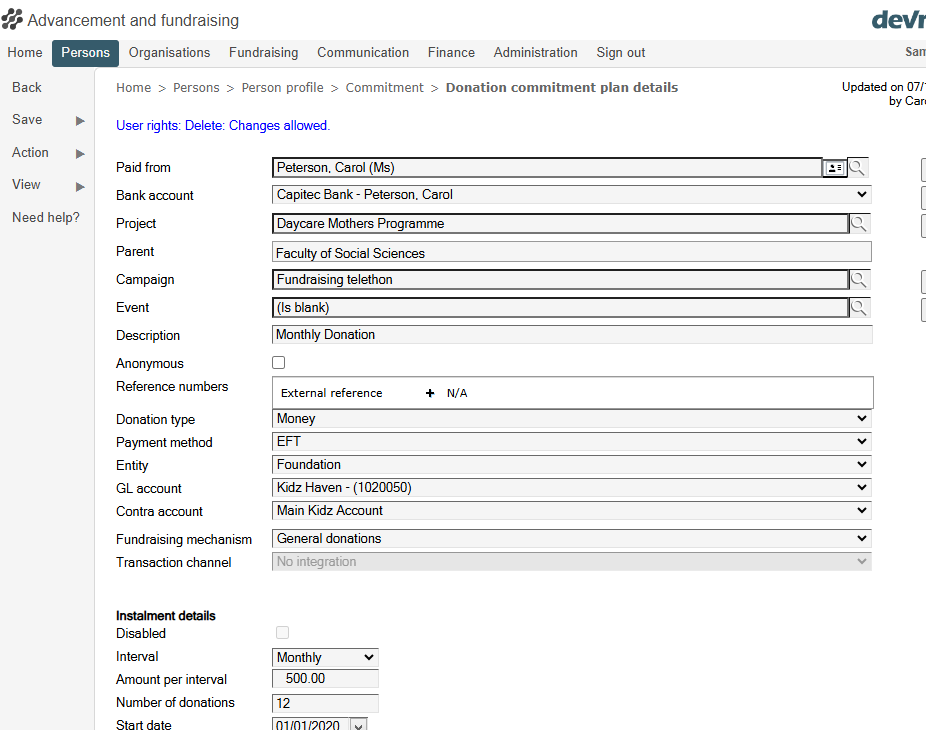 Advancement and fundraising
Home Persons Organisations Fundraising Communication Finance Administration Sign out
Back
Save
Action
View
Need help?
Home > Persons > Person profile > Commitment > Donation commitment plan details
Updated on
by
User rights: Delete: Changes allowed.
Paid from Peterson, Carol (Ms)
Bank account Capitec Bank - Peterson, Carol
Project Daycare Mothers Programme
Parent Faculty of Social Sciences
Campaign Fundraising telethon
Event (Is blank)
Description Monthly Donation
Anonymous
Reference numbers External reference + N/A
Donation type Money
Payment method EFT
Entity Foundation
GL account Kidz Haven - (1020050)
Contra account Main Kidz Account
Fundraising mechanism General donations
Transaction channel No integration
Instalment details
Disabled
Interval Monthly
Amount per interval 500.00
Number of donations 12
Start date 01/01/2020